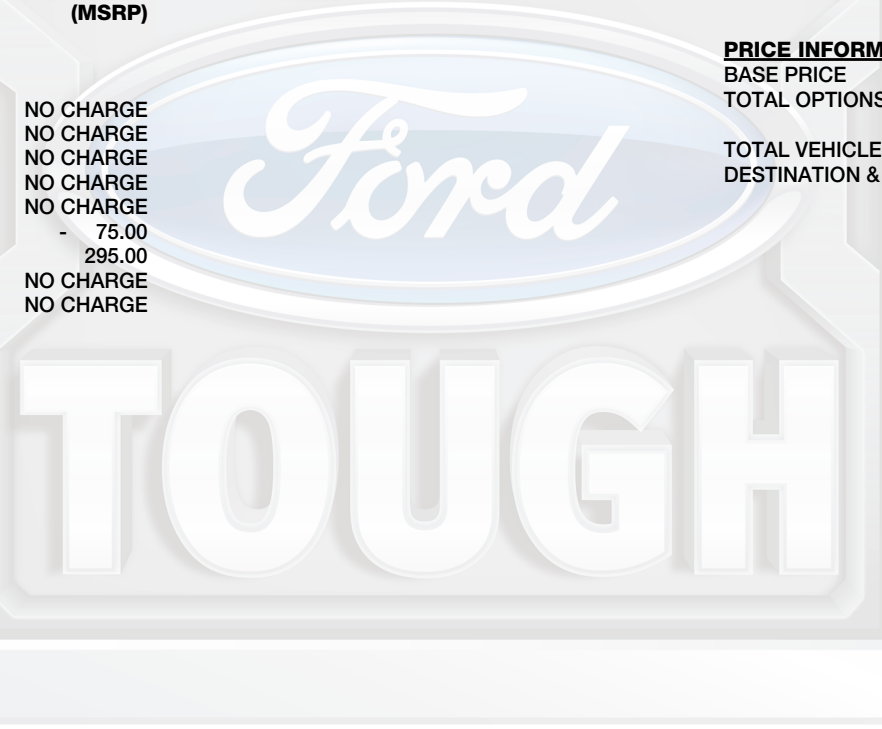 (MSRP)
NO CHARGE
NO CHARGE
NO CHARGE
NO CHARGE
NO CHARGE
- 75.00
295.00
NO CHARGE
NO CHARGE
PRICE INFORM
BASE PRICE
TOTAL OPTIONS
TOTAL VEHICLE
DESTINATION &
Ford
TOUGH